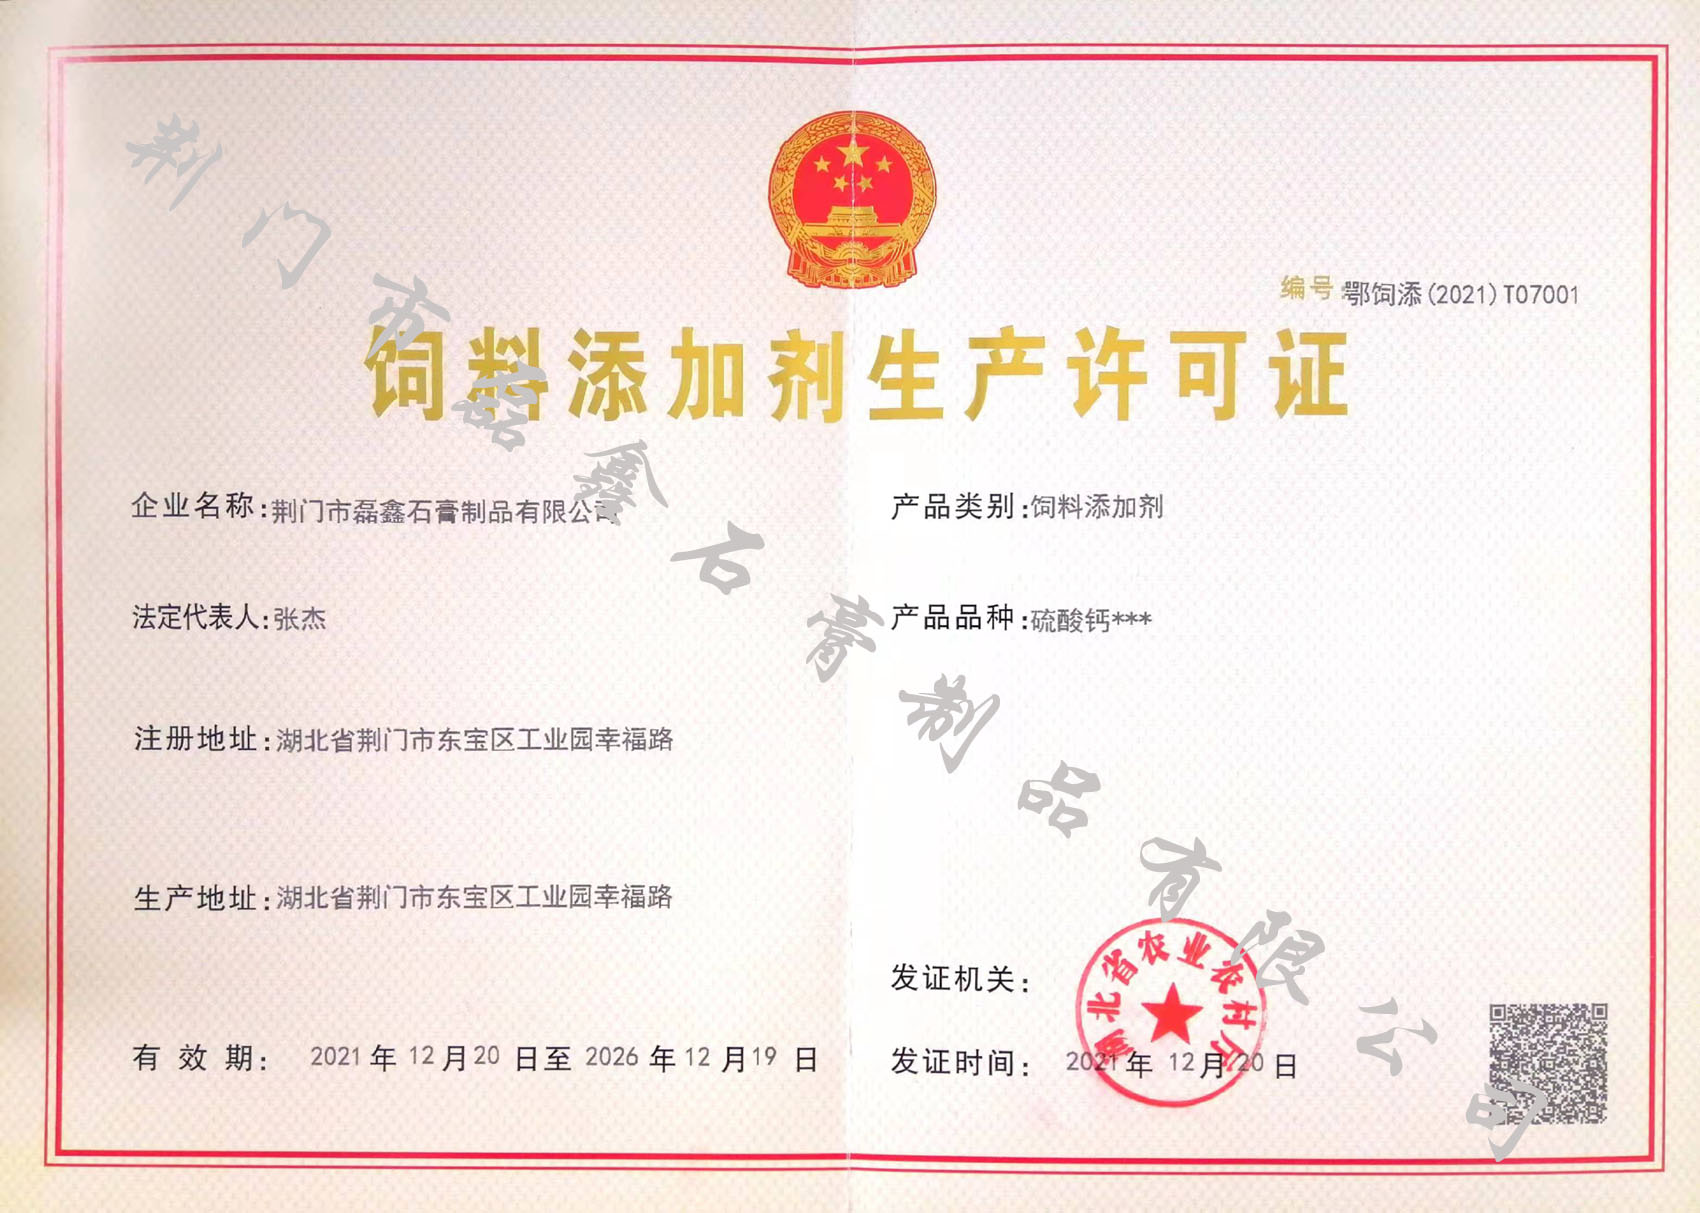 编号:鄂饲添(2021)T07001
饲料添加剂生产许可证
企业名称:荆门市磊鑫石膏制品有限公司
产品类别:饲料添加剂
法定代表人:张杰
产品品种:硫酸钙***
注册地址:湖北省荆门市东宝区工业园幸福路
生产地址:湖北省荆门市东宝区工业园幸福路
发证机关:
湖北省农业农村厅
有效期: 2021年12月20日至2026年12月19日
发证时间: 2021年12月20日
荆门市磊鑫石膏制品有限公司